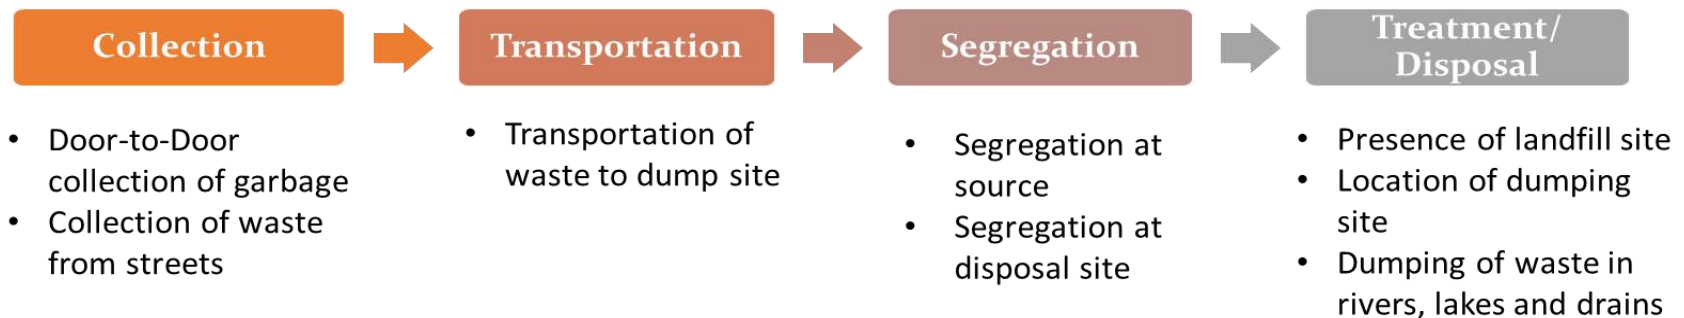 Collection
Transportation
Segregation
Treatment/
Disposal
• Door-to-Door
collection of garbage
• Collection of waste
from streets
• Transportation of
waste to dump site
• Segregation at
source
• Segregation at
disposal site
• Presence of landfill site
• Location of dumping
site
• Dumping of waste in
rivers, lakes and drains